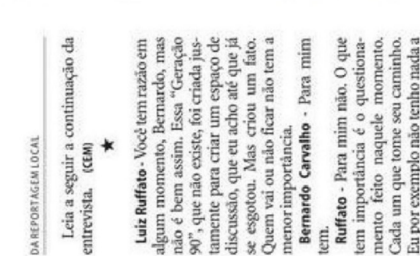 DA REPORTAGEM LOCAL
Leia a seguir a continuação da
entrevista. (CEM)
★
Luiz Ruffato - Você tem razão em
algum momento, Bernardo, mas
não é bem assim. Essa “Geração
90”, que não existe, foi criada jus-
tamente para criar um espaço de
discussão, que eu acho até que já
se esgotou. Mas criou um fato.
Quem vai ou não ficar não tem a
menor importância.
Bernardo Carvalho - Para mim
tem.
Ruffato - Para mim não. O que
tem importância é o questiona-
mento feito naquele momento.
Cada um que tome seu caminho.
Eu por exemplo não tenho nada a